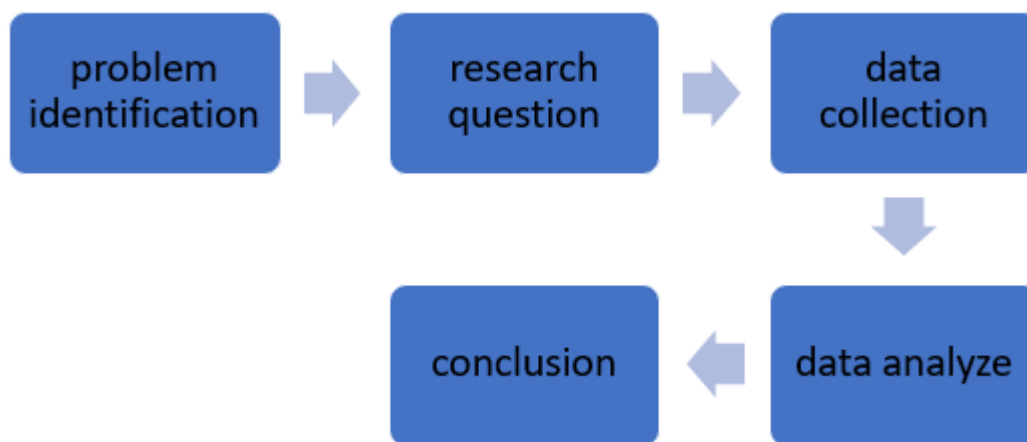 problem
identification
research
question
data
collection
data analyze
conclusion